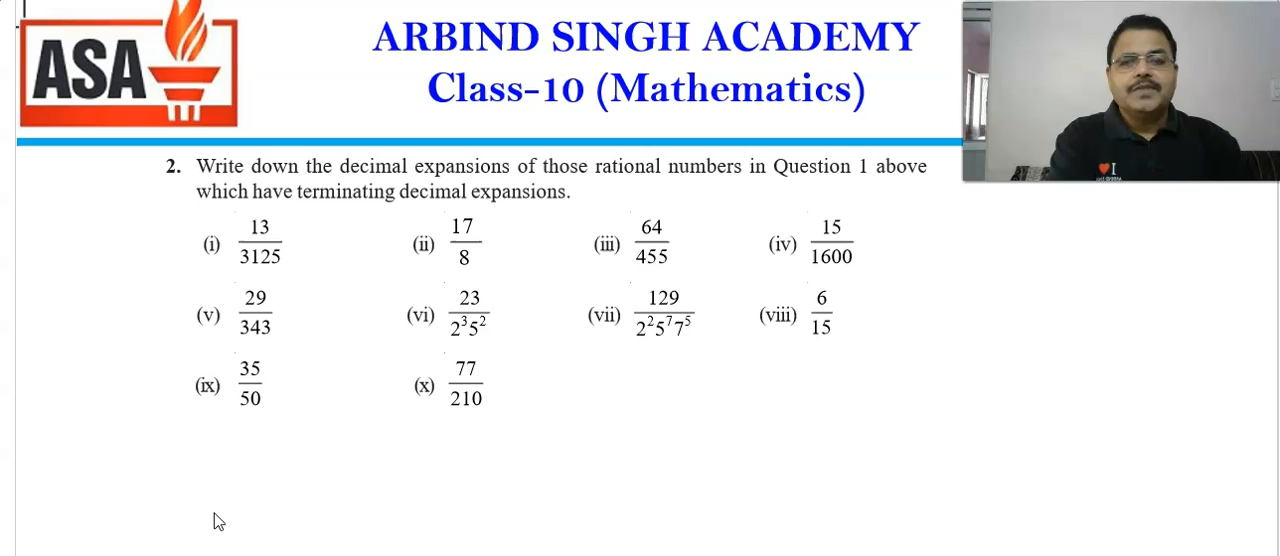 ASA
ARBIND SINGH ACADEMY
Class-10 (Mathematics)
2. Write down the decimal expansions of those rational numbers in Question 1 above
which have terminating decimal expansions.
(i) 13/3125 (ii) 17/8 (iii) 64/455 (iv) 15/1600
(v) 29/343 (vi) 23/2³5² (vii) 129/2²5⁷7⁵ (viii) 6/15
(ix) 35/50 (x) 77/210
I